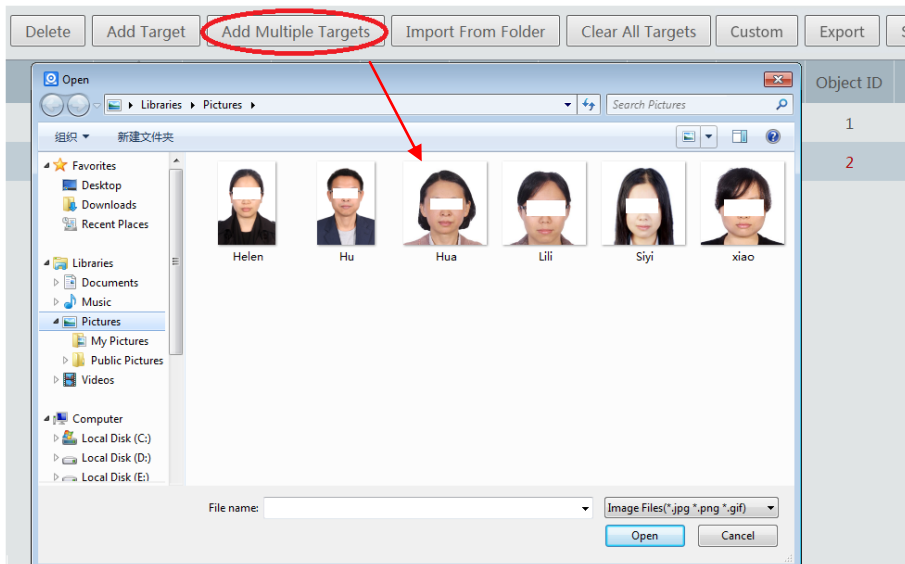 Delete
Add Target
Add Multiple Targets
Import From Folder
Clear All Targets
Custom
Export
Object ID
1
2
Open
Libraries
Pictures
Search Pictures
组织
新建文件夹
Favorites
Desktop
Downloads
Recent Places
Libraries
Documents
Music
Pictures
My Pictures
Public Pictures
Videos
Computer
Local Disk (C:)
Local Disk (D:)
Local Disk (E:)
Helen
Hu
Hua
Lili
Siyi
xiao
File name:
Image Files(*.jpg *.png *.gif)
Open
Cancel